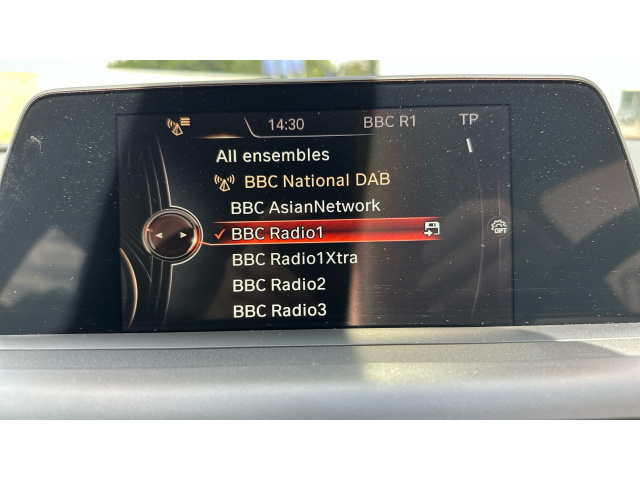 14:30 BBC R1 TP
All ensembles
BBC National DAB
BBC AsianNetwork
BBC Radio1
OPT
BBC Radio1Xtra
BBC Radio2
BBC Radio3